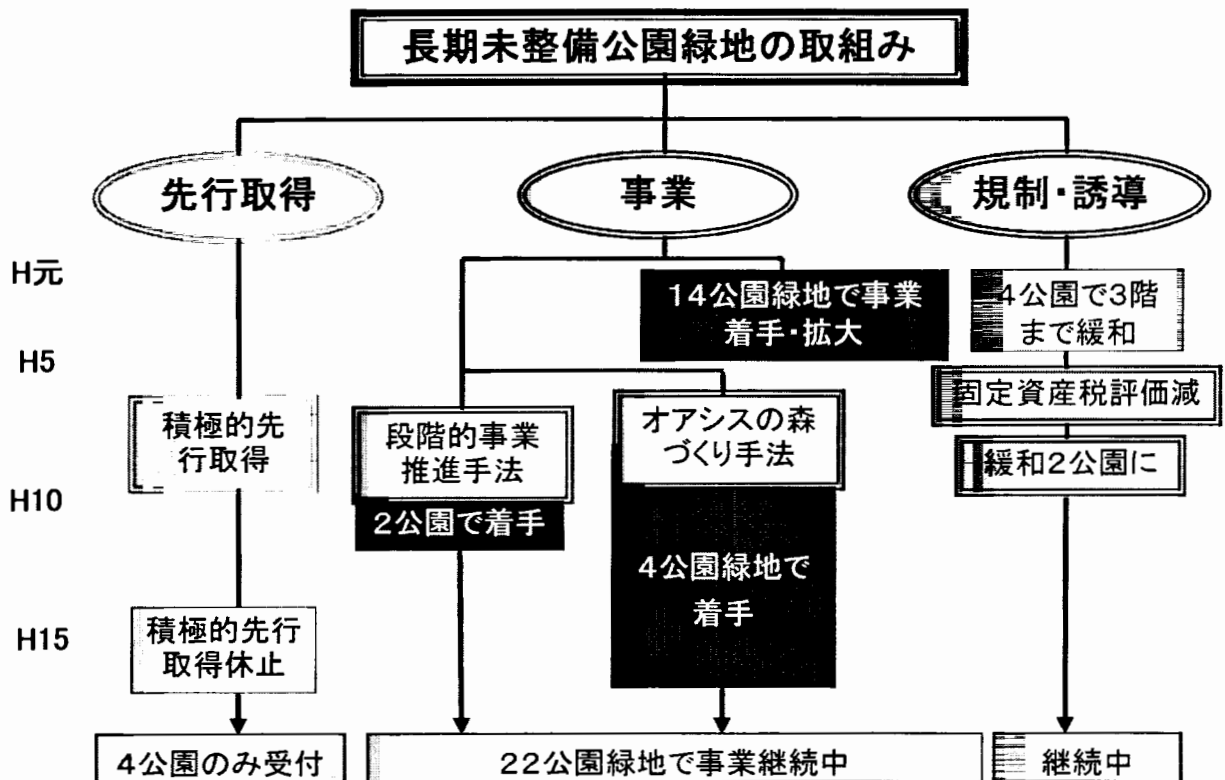 長期未整備公園緑地の取組み
先行取得
事業
規制・誘導
H元
14公園緑地で事業
着手・拡大
4公園で3階
まで緩和
H5
固定資産税評価減
積極的先
行取得
段階的事業
推進手法
オアシスの森
づくり手法
緩和2公園に
H10
2公園で着手
4公園緑地で
着手
H15
積極的先行
取得休止
4公園のみ受付
22公園緑地で事業継続中
継続中